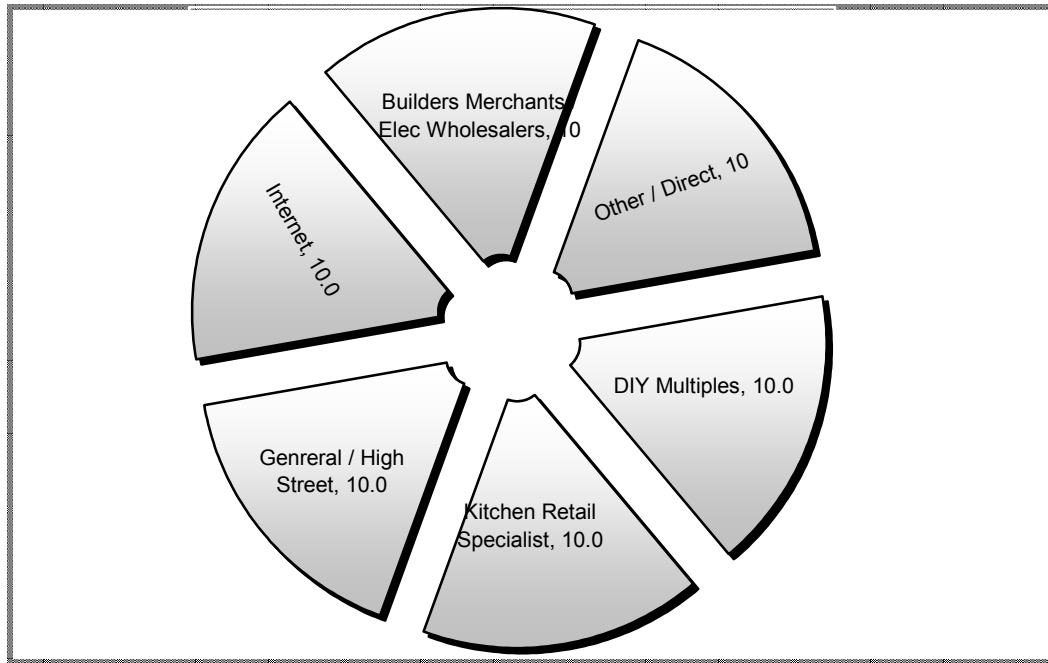 Builders Merchants
Elec Wholesalers, 10
Other / Direct, 10
Internet, 10.0
DIY Multiples, 10.0
Genreral / High
Street, 10.0
Kitchen Retail
Specialist, 10.0